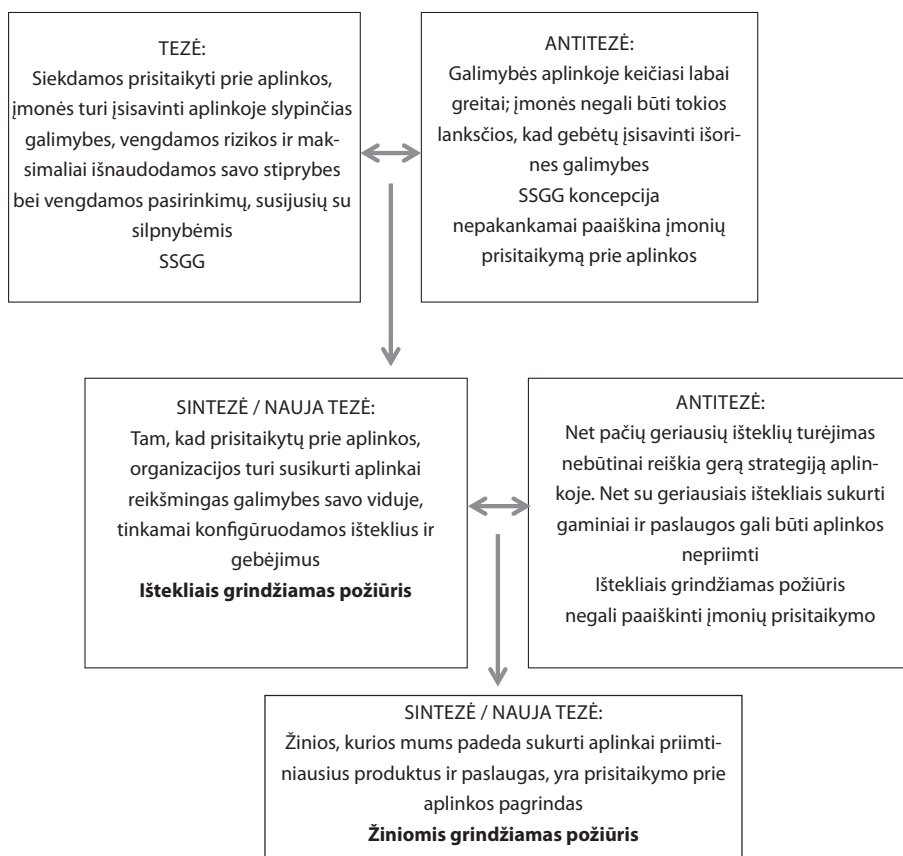 TEZĖ:
Siekdamos prisitaikyti prie aplinkos,
įmonės turi įsisavinti aplinkoje slypinčias
galimybes, vengdamos rizikos ir mak-
simaliai išnaudodamos savo stiprybes
bei vengdamos pasirinkimų, susijusių su
silpnybėmis
SSGG
ANTITEZĖ:
Galimybės aplinkoje keičiasi labai
greitai; įmonės negali būti tokios
lanksčios, kad gebėtų įsisavinti išori-
nes galimybes
SSGG koncepcija
nepakankamai paaiškina įmonių
prisitaikymą prie aplinkos
SINTEZĖ / NAUJA TEZĖ:
Tam, kad prisitaikytų prie aplinkos,
organizacijos turi susikurti aplinkai
reikšmingas galimybes savo viduje,
tinkamai konfigūruodamos išteklius ir
gebėjimus
Ištekliais grindžiamas požiūris
ANTITEZĖ:
Net pačių geriausių išteklių turėjimas
nebūtinai reiškia gerą strategiją aplin-
koje. Net su geriausiais ištekliais sukurti
gaminiai ir paslaugos gali būti aplinkos
nepriimti
Ištekliais grindžiamas požiūris
negali paaiškinti įmonių prisitaikymo
SINTEZĖ / NAUJA TEZĖ:
Žinios, kurios mums padeda sukurti aplinkai priimti-
niausius produktus ir paslaugas, yra prisitaikymo prie
aplinkos pagrindas
Žiniomis grindžiamas požiūris